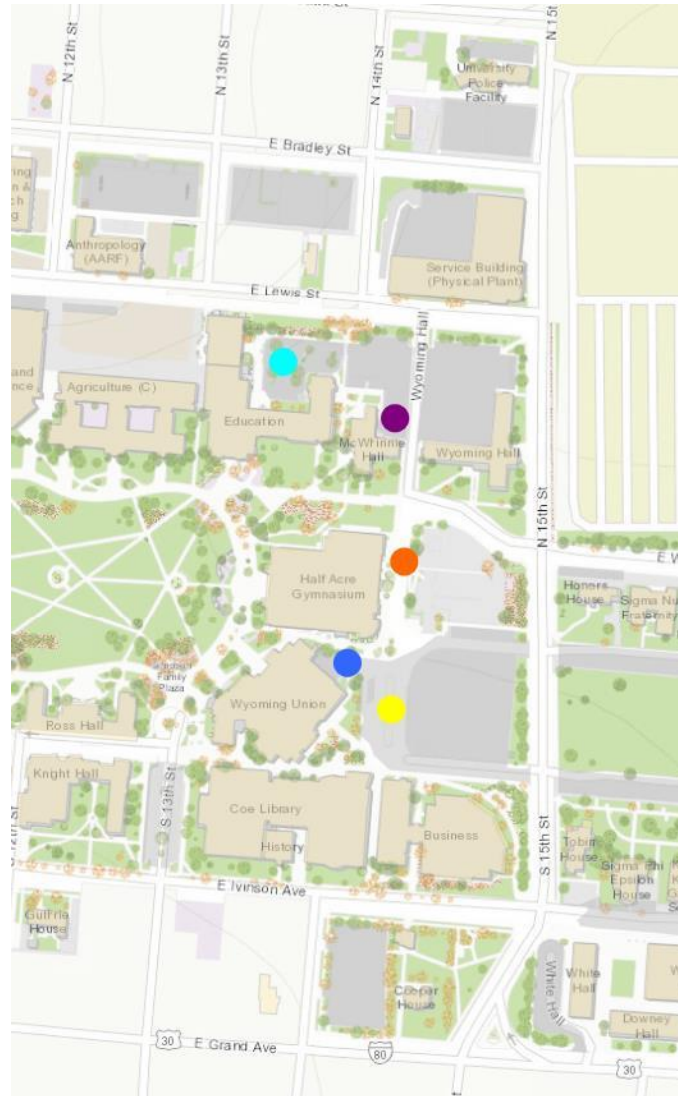 N 12th St
N 13th St
N 14th St
N 15t
University
Police
Facility
E Bradley St
Anthropology
(AARF)
Service Building
(Physical Plant)
E Lewis St
Wyoming Hall
Agriculture (C)
Education
McWhinnie
Hall
Wyoming Hall
N 15th St
Half Acre
Gymnasium
E W
Honors
House
Sigma Nu
Fraternity
Family
Plaza
Wyoming Union
Ross Hall
Knight Hall
S 13th St
Coe Library
History
Business
S 15th St
Tobin
House
Sigma Phi
Epsilon
House
E Ivinson Ave
Guthrie
House
Cooper
House
White Hall
White
Hall
Downey
Hall
30
E Grand Ave
80
30